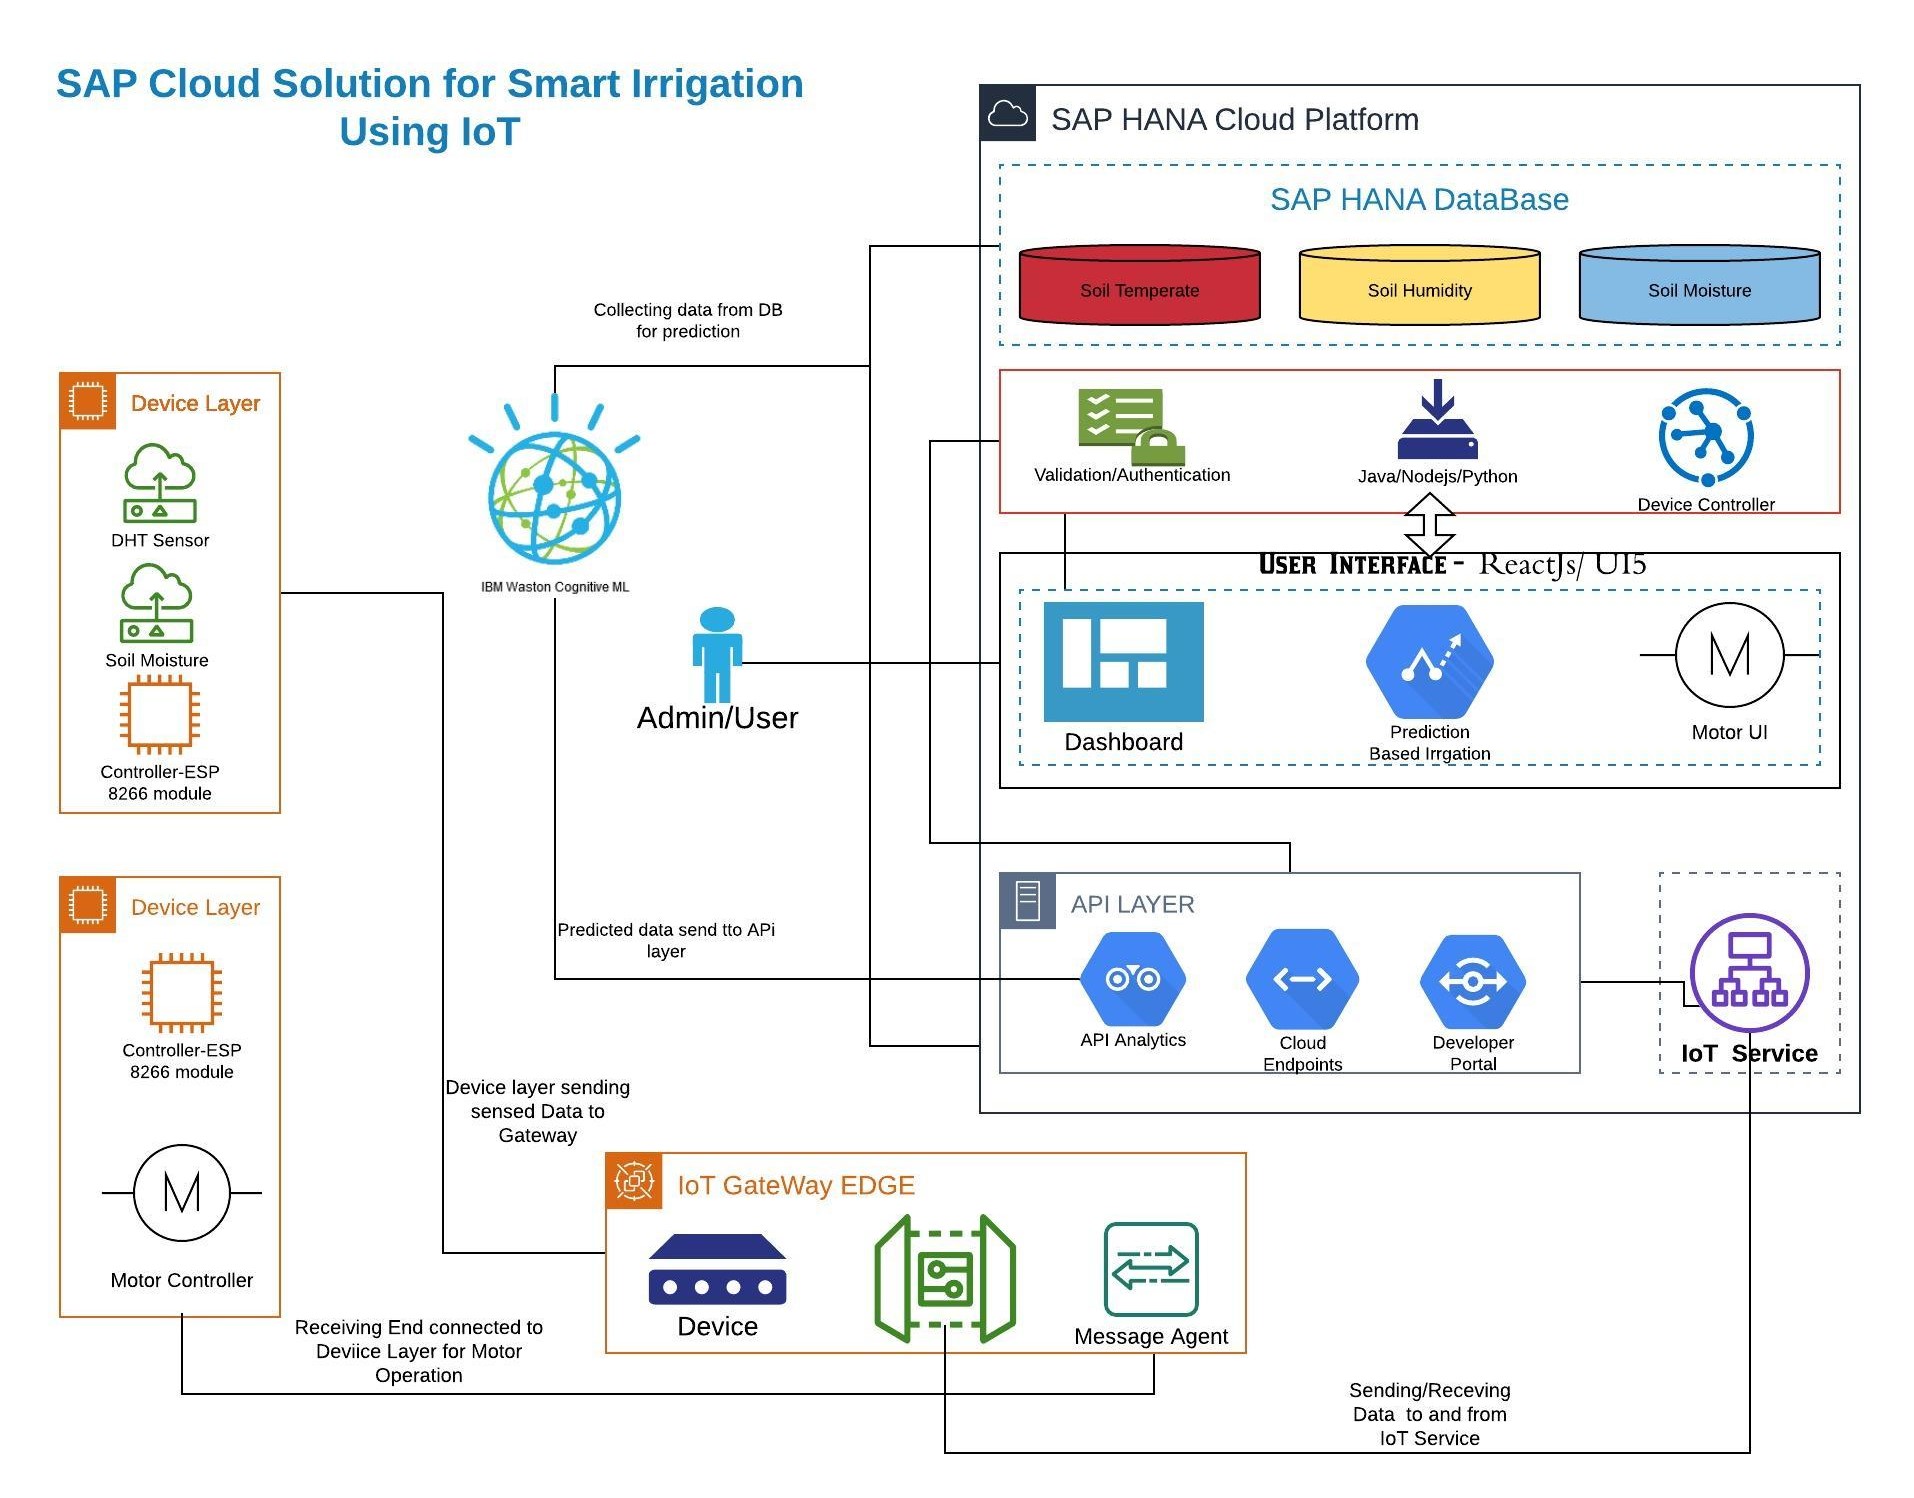 SAP Cloud Solution for Smart Irrigation
Using IoT
SAP HANA Cloud Platform
SAP HANA DataBase
Soil Temperate
Soil Humidity
Soil Moisture
Collecting data from DB
for prediction
Validation/Authentication
Java/Nodejs/Python
Device Controller
Device Layer
DHT Sensor
Soil Moisture
Controller-ESP
8266 module
IBM Waston Cognitive ML
Admin/User
User Interface - ReactJs/ UI5
Dashboard
Prediction
Based Irrgation
M
Motor UI
Device Layer
Controller-ESP
8266 module
M
Motor Controller
Predicted data send tto APi
layer
API LAYER
API Analytics
Cloud
Endpoints
Developer
Portal
IoT Service
Device layer sending
sensed Data to
Gateway
IoT GateWay EDGE
Device
Message Agent
Receiving End connected to
Deviice Layer for Motor
Operation
Sending/Receving
Data to and from
IoT Service